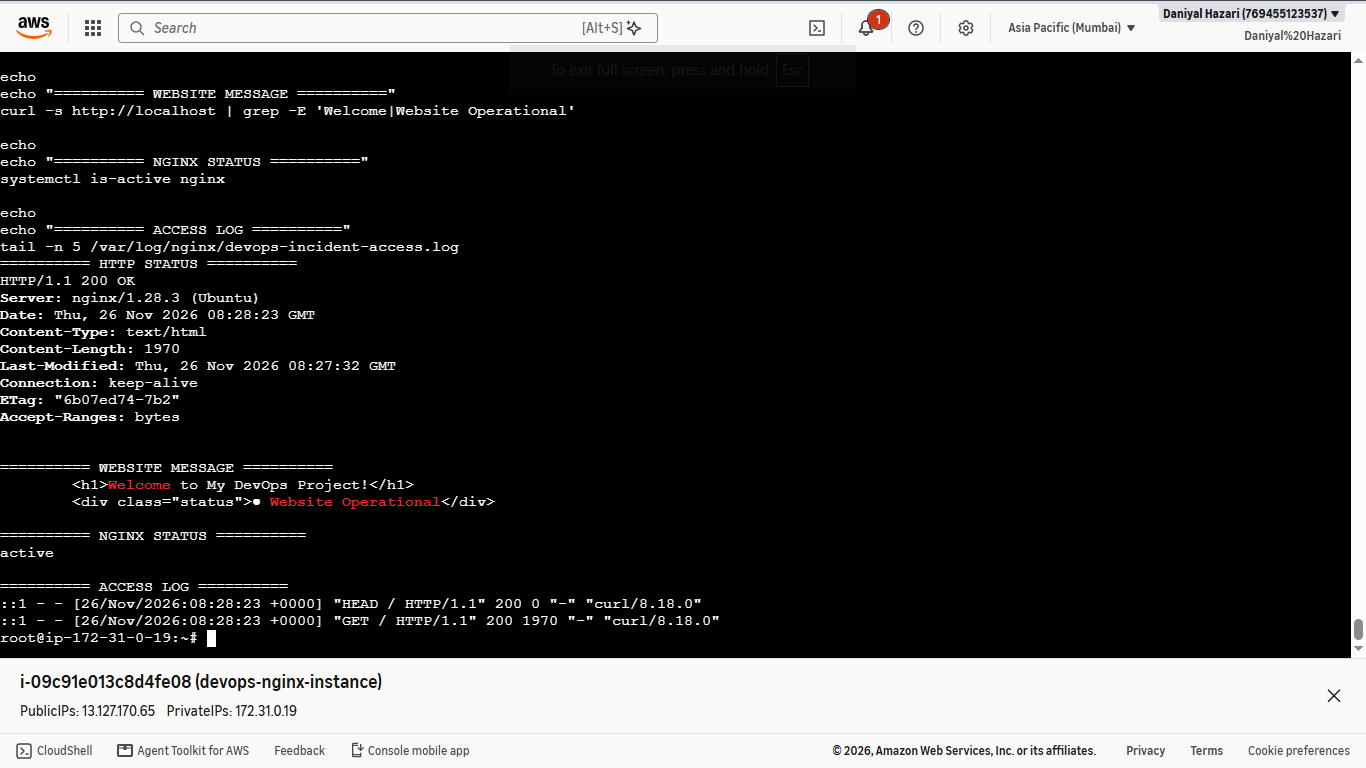 aws
Search
[Alt+S]
1
Asia Pacific (Mumbai)
Daniyal Hazari (769455123537)
Daniyal%20Hazari
To exit full screen, press and hold Esc
echo
echo "========== WEBSITE MESSAGE =========="
curl -s http://localhost | grep -E 'Welcome|Website Operational'
echo
echo "========== NGINX STATUS =========="
systemctl is-active nginx
echo
echo "========== ACCESS LOG =========="
tail -n 5 /var/log/nginx/devops-incident-access.log
========== HTTP STATUS ==========
HTTP/1.1 200 OK
Server: nginx/1.28.3 (Ubuntu)
Date: Thu, 26 Nov 2026 08:28:23 GMT
Content-Type: text/html
Content-Length: 1970
Last-Modified: Thu, 26 Nov 2026 08:27:32 GMT
Connection: keep-alive
ETag: "6b07ed74-7b2"
Accept-Ranges: bytes
========== WEBSITE MESSAGE ==========
<h1>Welcome to My DevOps Project!</h1>
<div class="status">● Website Operational</div>
========== NGINX STATUS ==========
active
========== ACCESS LOG ==========
::1 - - [26/Nov/2026:08:28:23 +0000] "HEAD / HTTP/1.1" 200 0 "-" "curl/8.18.0"
::1 - - [26/Nov/2026:08:28:23 +0000] "GET / HTTP/1.1" 200 1970 "-" "curl/8.18.0"
root@ip-172-31-0-19:~#
i-09c91e013c8d4fe08 (devops-nginx-instance)
PublicIPs: 13.127.170.65 PrivateIPs: 172.31.0.19
CloudShell
Agent Toolkit for AWS
Feedback
Console mobile app
© 2026, Amazon Web Services, Inc. or its affiliates.
Privacy
Terms
Cookie preferences